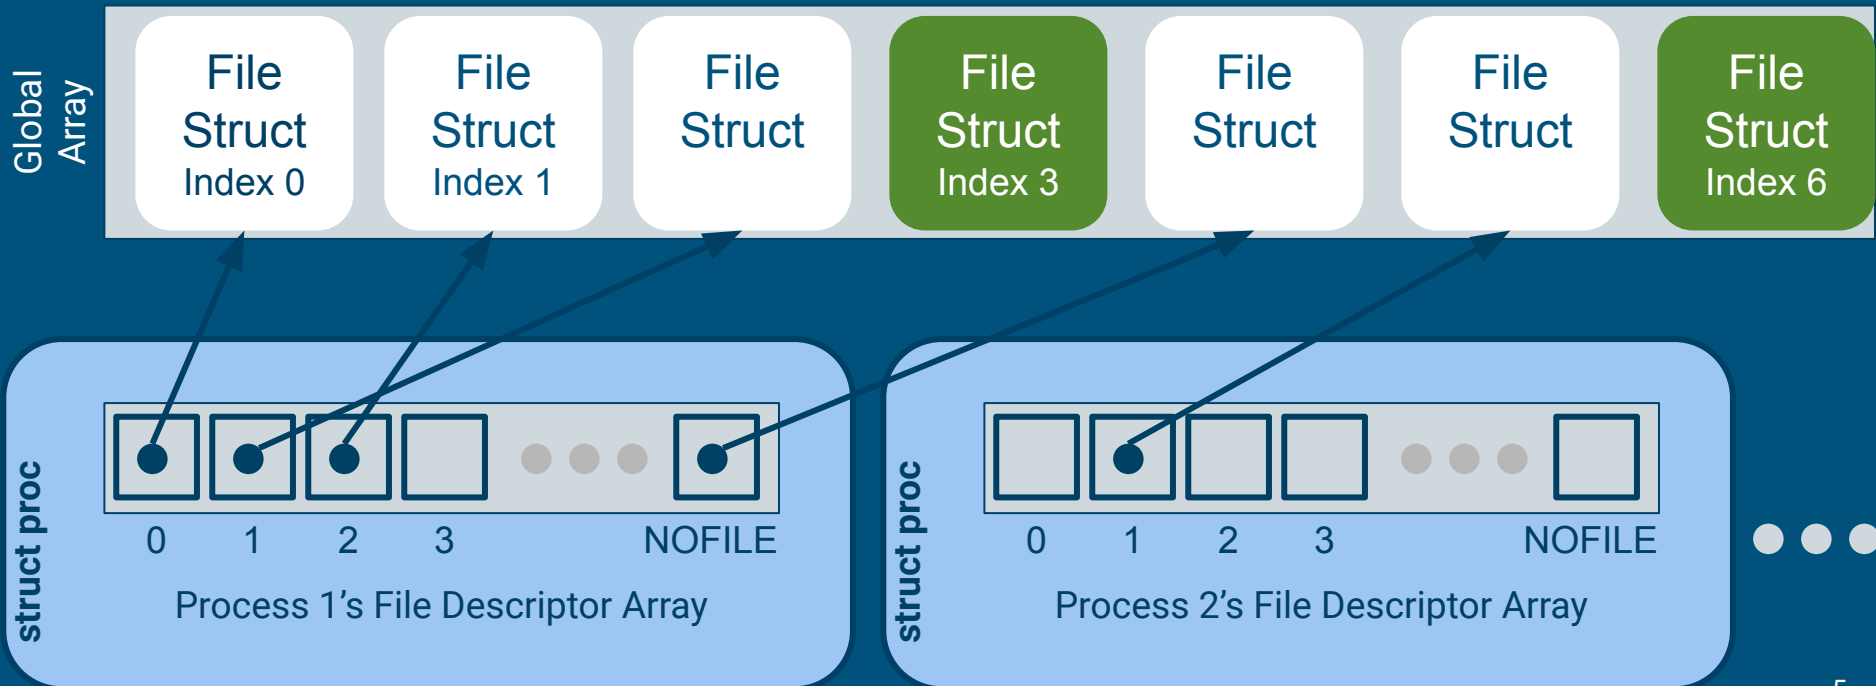 Global
Array
File
Struct
Index 0
File
Struct
Index 1
File
Struct
File
Struct
Index 3
File
Struct
File
Struct
File
Struct
Index 6
struct proc
0 1 2 3 NOFILE
Process 1’s File Descriptor Array
struct proc
0 1 2 3 NOFILE
Process 2’s File Descriptor Array